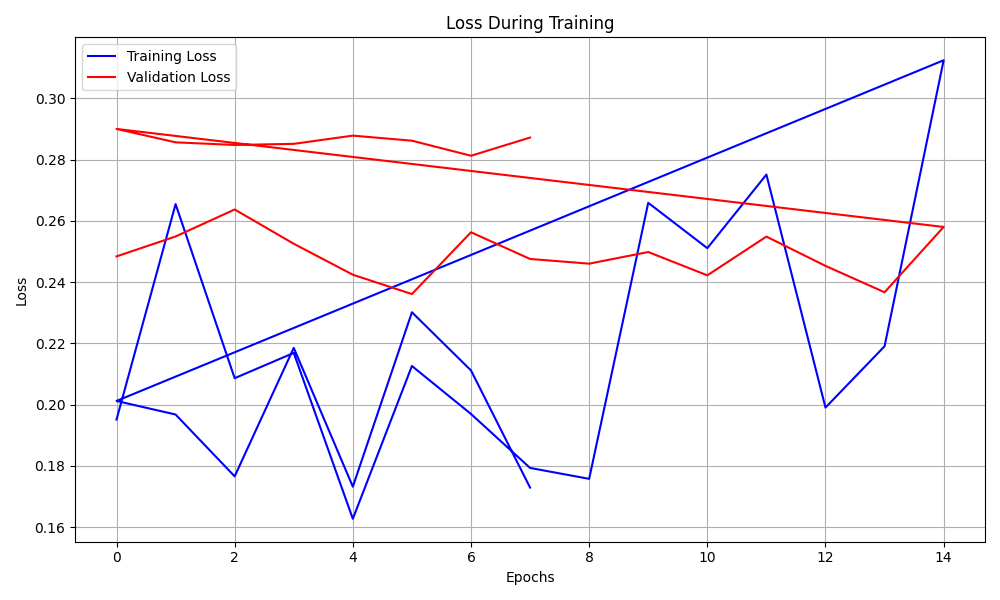 Loss During Training
Training Loss
Validation Loss
Loss
0.30
0.28
0.26
0.24
0.22
0.20
0.18
0.16
0 2 4 6 8 10 12 14
Epochs